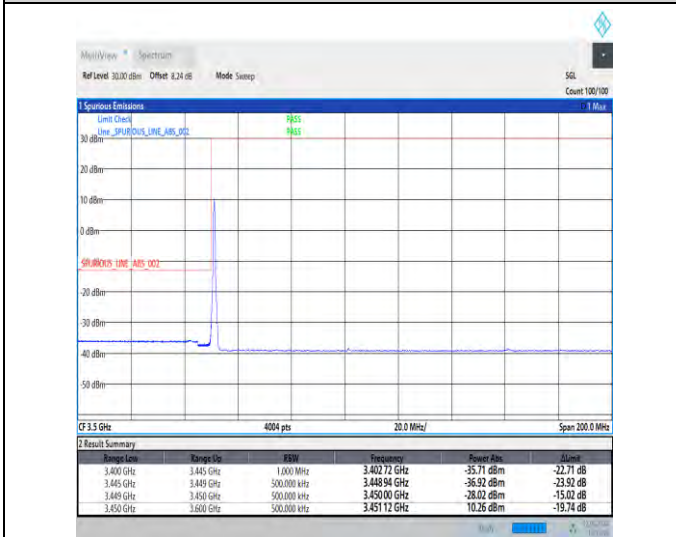 MultiView Spectrum
Ref Level 30.00 dBm Offset 8.24 dB Mode Sweep SGL
Count 100/100
1 Spurious Emissions 1 Max
Limit Check PASS
Line _SPURIOUS_LINE_ABS_002 PASS
30 dBm
20 dBm
10 dBm
0 dBm
_SPURIOUS_LINE_ABS_002
-20 dBm
-30 dBm
-40 dBm
-50 dBm
CF 3.5 GHz 4004 pts 20.0 MHz/ Span 200.0 MHz
2 Result Summary
Range Low Range Up RBW Frequency Power Abs ΔLimit
3.400 GHz 3.445 GHz 1.000 MHz 3.402 72 GHz -35.71 dBm -22.71 dB
3.445 GHz 3.449 GHz 500.000 kHz 3.448 94 GHz -36.92 dBm -23.92 dB
3.449 GHz 3.450 GHz 500.000 kHz 3.450 00 GHz -28.02 dBm -15.02 dB
3.450 GHz 3.600 GHz 500.000 kHz 3.451 12 GHz 10.26 dBm -19.74 dB